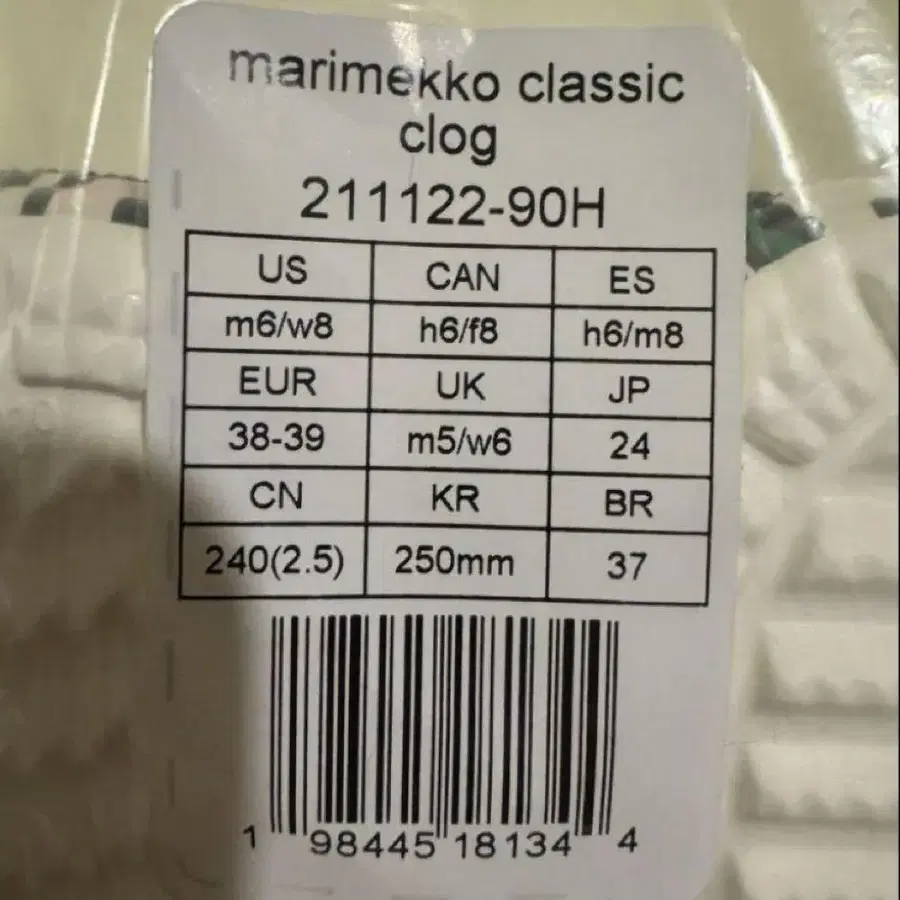 marimekko classic
clog
211122-90H
US CAN ES
m6/w8 h6/f8 h6/m8
EUR UK JP
38-39 m5/w6 24
CN KR BR
240(2.5) 250mm 37
1 98445 18134 4